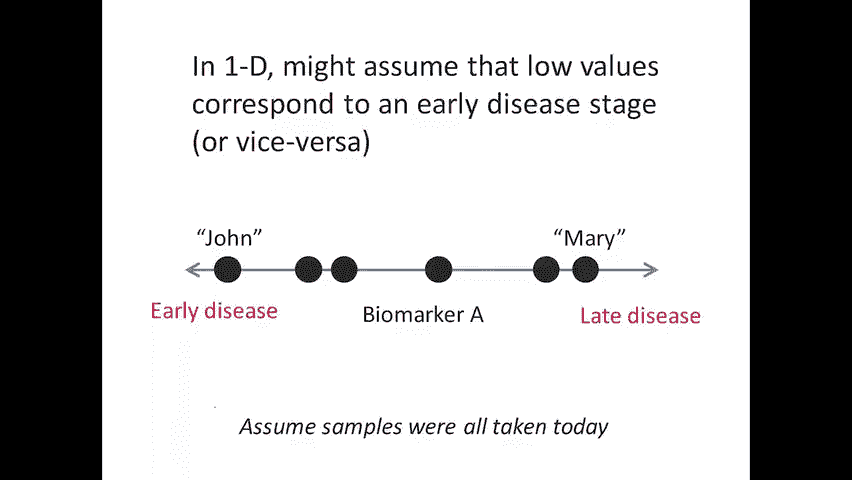 In 1-D, might assume that low values
correspond to an early disease stage
(or vice-versa)
“John”
“Mary”
Early disease
Biomarker A
Late disease
Assume samples were all taken today